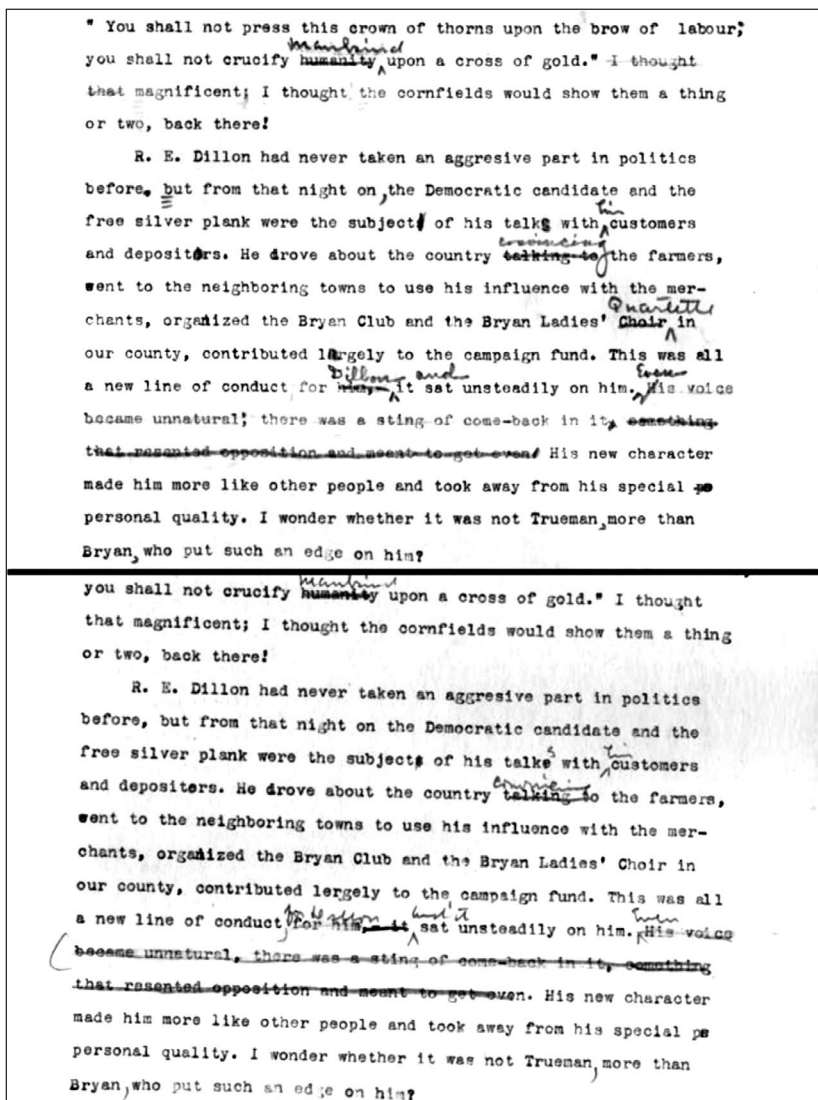 " You shall not press this crown of thorns upon the brow of labour;
mankind
you shall not crucify humanity upon a cross of gold." I thought
that magnificent; I thought the cornfields would show them a thing
or two, back there!
R. E. Dillon had never taken an aggresive part in politics
before. but from that night on, the Democratic candidate and the
free silver plank were the subject of his talks with his customers
convincing
and depositors. He drove about the country talking to the farmers,
went to the neighboring towns to use his influence with the mer-
Quartette
chants, organized the Bryan Club and the Bryan Ladies' Choir in
our county, contributed largely to the campaign fund. This was all
Dillon and Even
a new line of conduct for him, it sat unsteadily on him. His voice
became unnatural; there was a sting of come-back in it, something
that resented opposition and meant to get even. His new character
made him more like other people and took away from his special pe
personal quality. I wonder whether it was not Trueman, more than
Bryan, who put such an edge on him?
mankind
you shall not crucify humanity upon a cross of gold." I thought
that magnificent; I thought the cornfields would show them a thing
or two, back there!
R. E. Dillon had never taken an aggresive part in politics
before, but from that night on the Democratic candidate and the
free silver plank were the subject of his talks with his customers
convincing
and depositers. He drove about the country talking to the farmers,
went to the neighboring towns to use his influence with the mer-
chants, organized the Bryan Club and the Bryan Ladies' Choir in
our county, contributed lergely to the campaign fund. This was all
for Dillon and it Even
a new line of conduct, for him, it sat unsteadily on him. His voice
became unnatural, there was a sting of come-back in it, something
that resented opposition and meant to get even. His new character
made him more like other people and took away from his special pe
personal quality. I wonder whether it was not Trueman, more than
Bryan, who put such an edge on him?